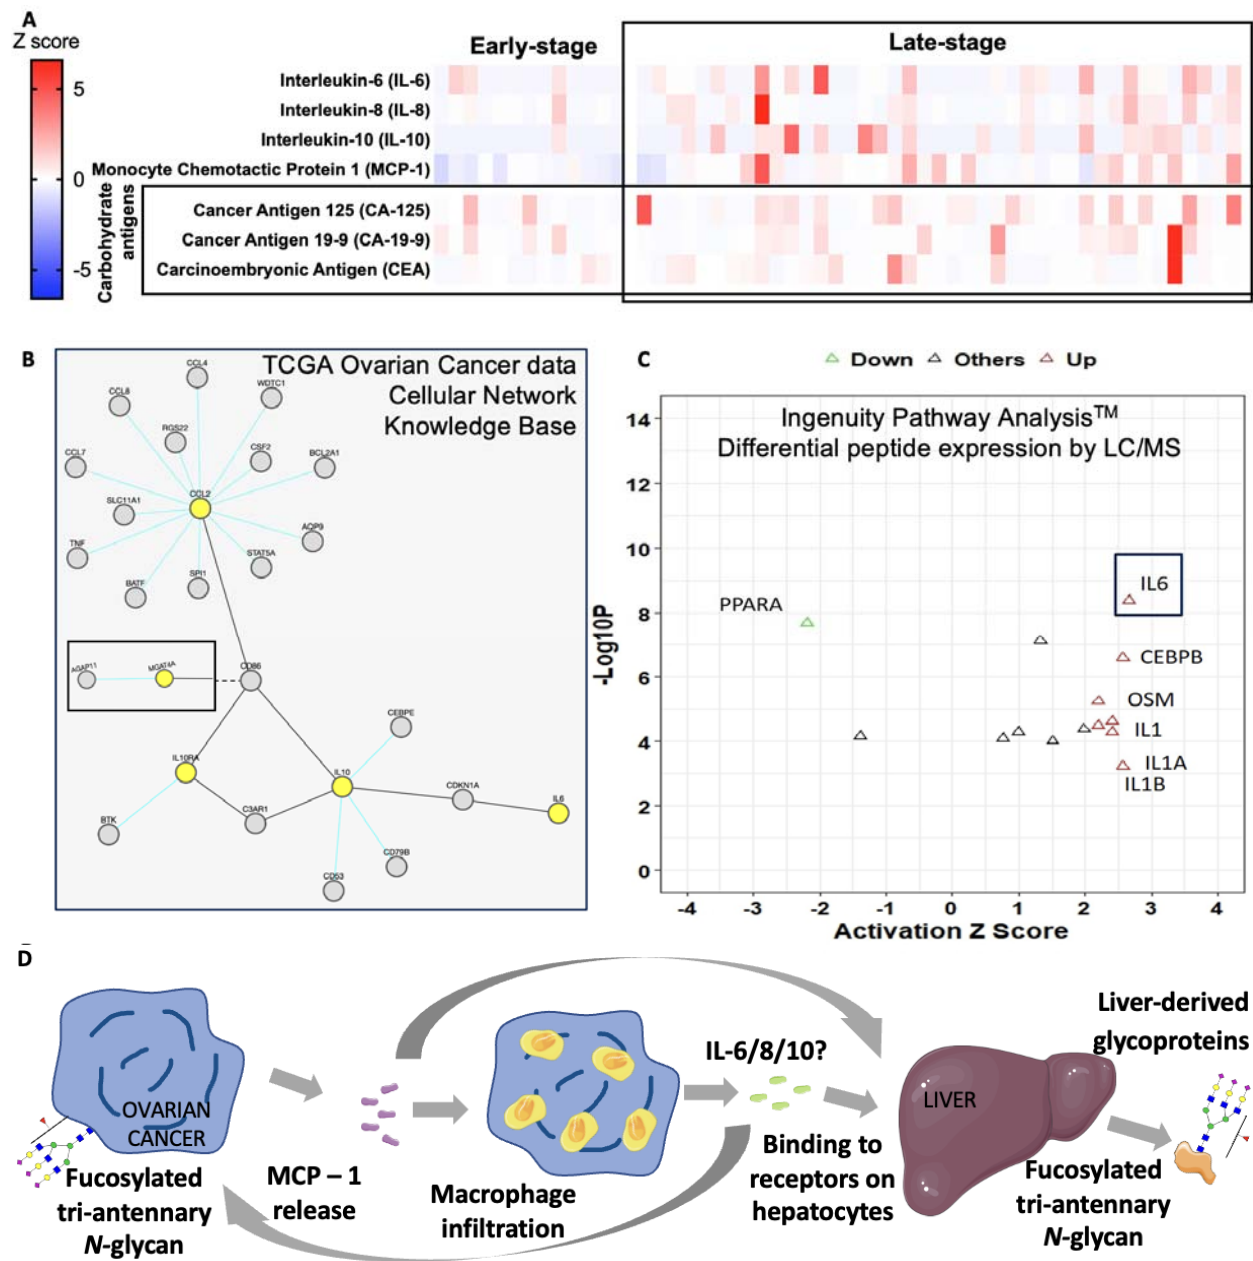 A
Z score
5
0
-5
Early-stage
Late-stage
Interleukin-6 (IL-6)
Interleukin-8 (IL-8)
Interleukin-10 (IL-10)
Monocyte Chemotactic Protein 1 (MCP-1)
Carbohydrate
antigens
Cancer Antigen 125 (CA-125)
Cancer Antigen 19-9 (CA-19-9)
Carcinoembryonic Antigen (CEA)
B
TCGA Ovarian Cancer data
Cellular Network
Knowledge Base
CCL4
CCL8
WDTC1
RGS22
CSF2
CCL7
BCL2A1
CCL2
SLC11A1
AQP9
TNF
STAT5A
BATF
SPI1
AGAP11
MGAT4A
CD86
CEBPE
IL10RA
IL10
CDKN1A
IL6
C3AR1
BTK
CD79B
CD53
C
Down
Others
Up
Ingenuity Pathway Analysis™
Differential peptide expression by LC/MS
-Log10P
14
12
10
8
6
4
2
0
PPARA
IL6
CEBPB
OSM
IL1
IL1A
IL1B
-4
-3
-2
-1
0
1
2
3
4
Activation Z Score
D
OVARIAN
CANCER
Fucosylated
tri-antennary
N-glycan
MCP – 1
release
Macrophage
infiltration
IL-6/8/10?
Binding to
receptors on
hepatocytes
LIVER
Liver-derived
glycoproteins
Fucosylated
tri-antennary
N-glycan